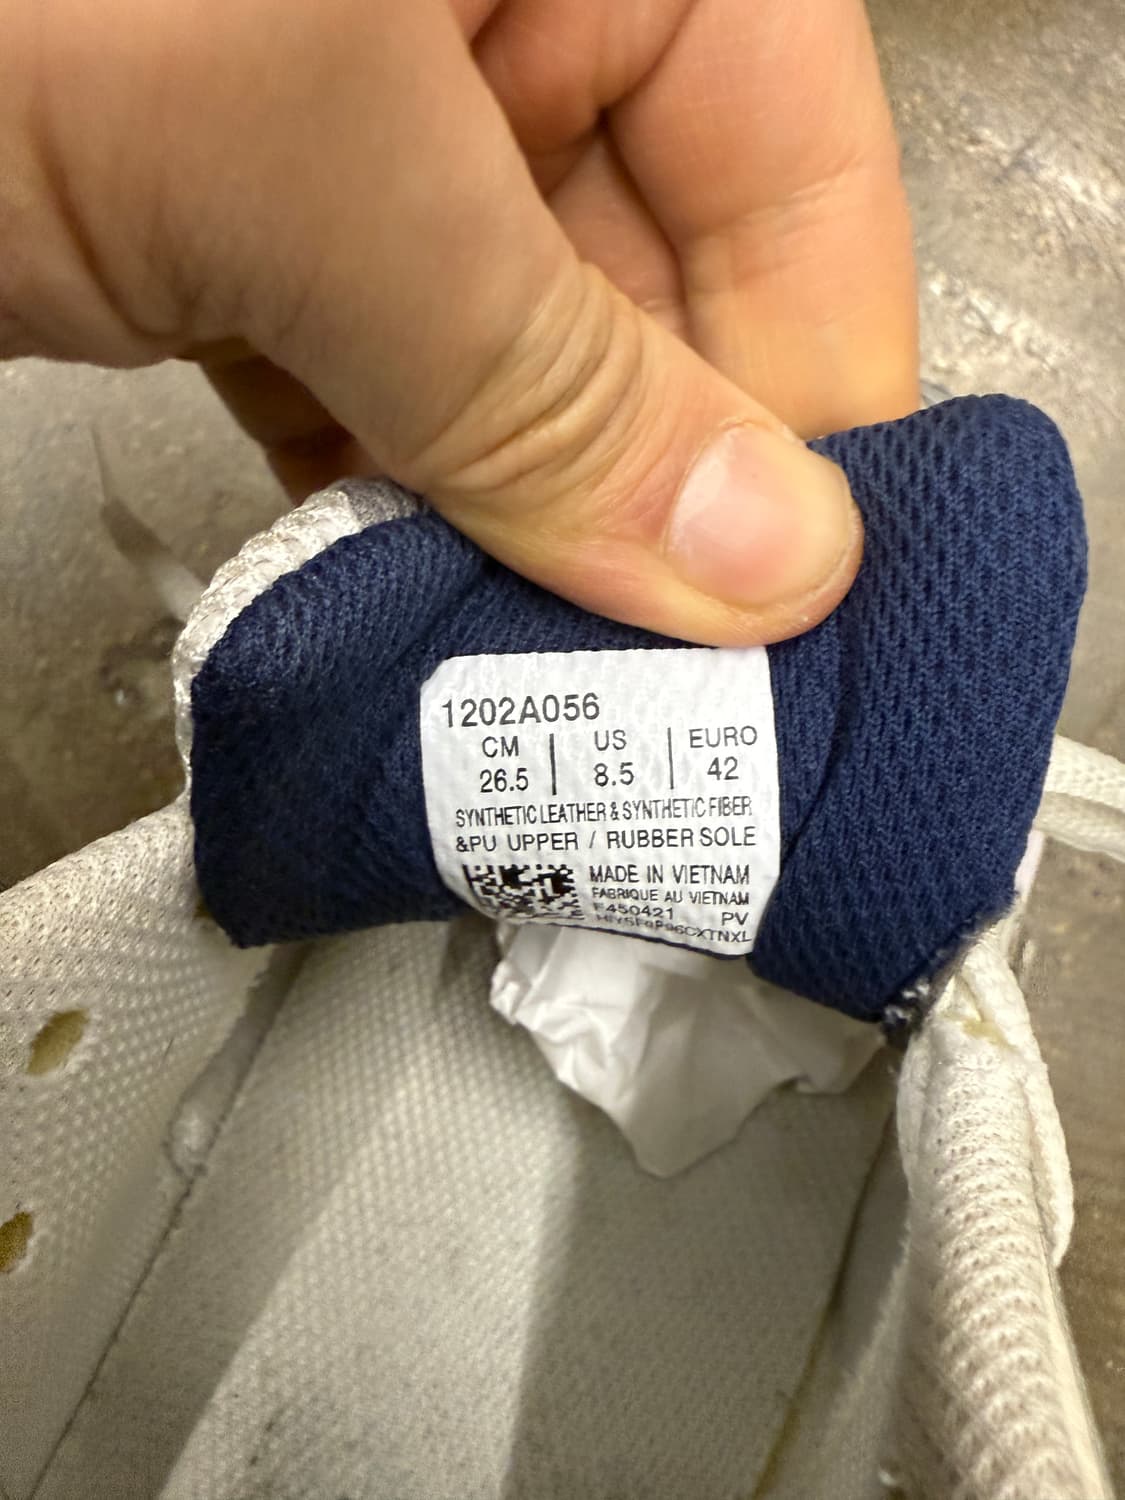 1202A056
CM | US | EURO
26.5 | 8.5 | 42
SYNTHETIC LEATHER & SYNTHETIC FIBER
&PU UPPER / RUBBER SOLE
MADE IN VIETNAM
FABRIQUE AU VIETNAM
F450421 PV